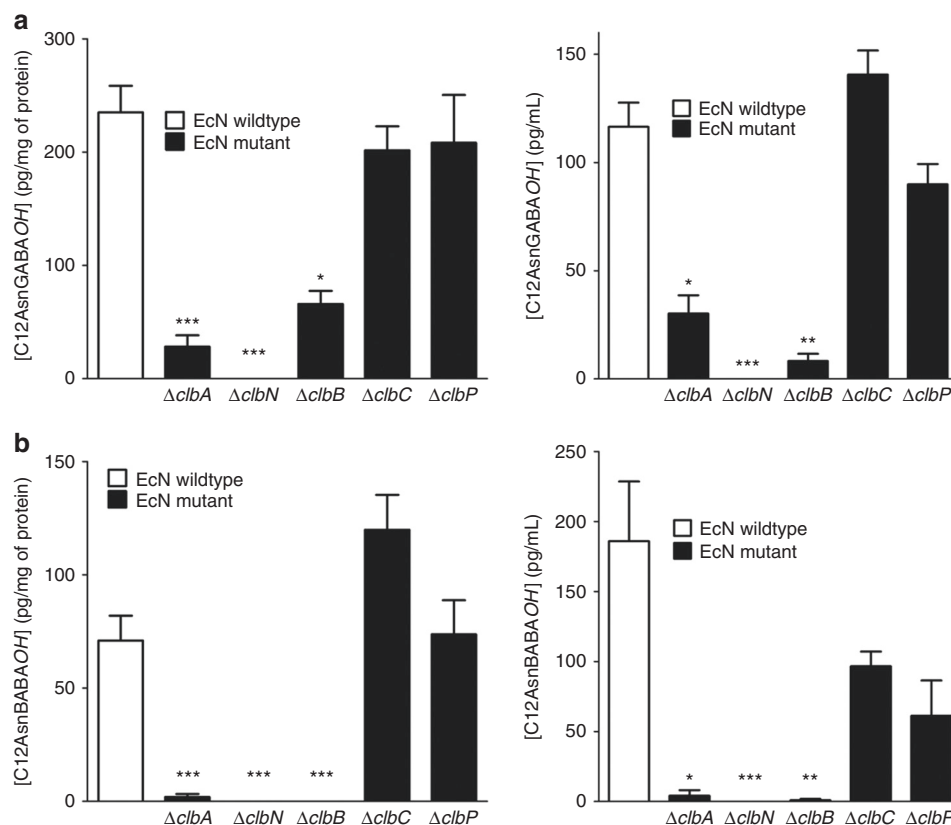 a
[C12AsnGABAOH] (pg/mg of protein)
300
200
100
0
EcN wildtype
EcN mutant
***
***
*
ΔclbA ΔclbN ΔclbB ΔclbC ΔclbP
[C12AsnGABAOH] (pg/mL)
150
100
50
0
EcN wildtype
EcN mutant
*
***
**
ΔclbA ΔclbN ΔclbB ΔclbC ΔclbP
b
[C12AsnBABAOH] (pg/mg of protein)
150
100
50
0
EcN wildtype
EcN mutant
***
***
***
ΔclbA ΔclbN ΔclbB ΔclbC ΔclbP
[C12AsnBABAOH] (pg/mL)
250
200
150
100
50
0
EcN wildtype
EcN mutant
*
***
**
ΔclbA ΔclbN ΔclbB ΔclbC ΔclbP